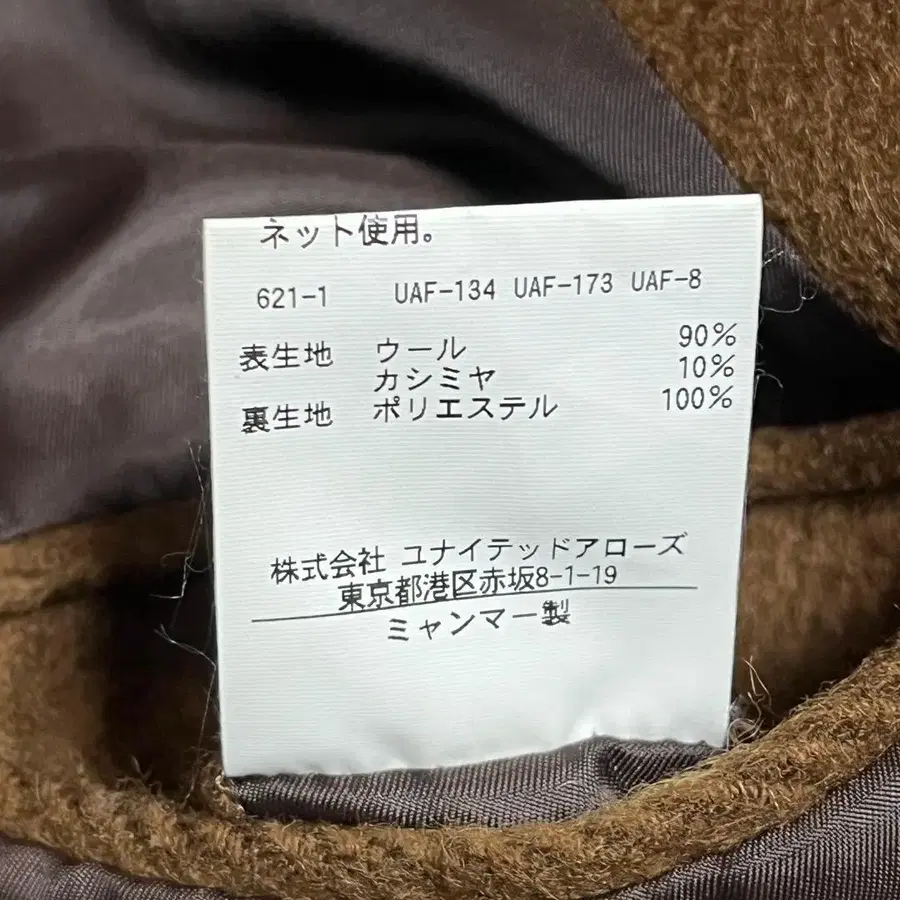 ネット使用。
621-1 UAF-134 UAF-173 UAF-8
表生地 ウール 90%
カシミヤ 10%
裏生地 ポリエステル 100%
株式会社 ユナイテッドアローズ
東京都港区赤坂8-1-19
ミャンマー製